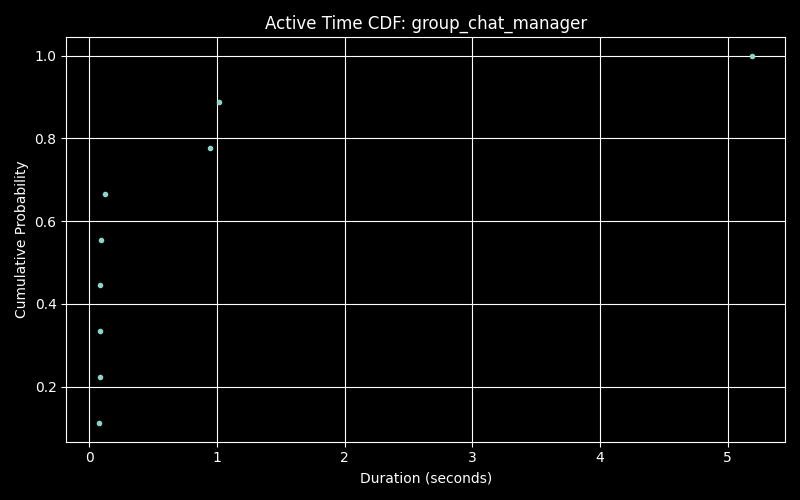 Active Time CDF: group_chat_manager
1.0
0.8
0.6
0.4
0.2
Cumulative Probability
0 1 2 3 4 5
Duration (seconds)